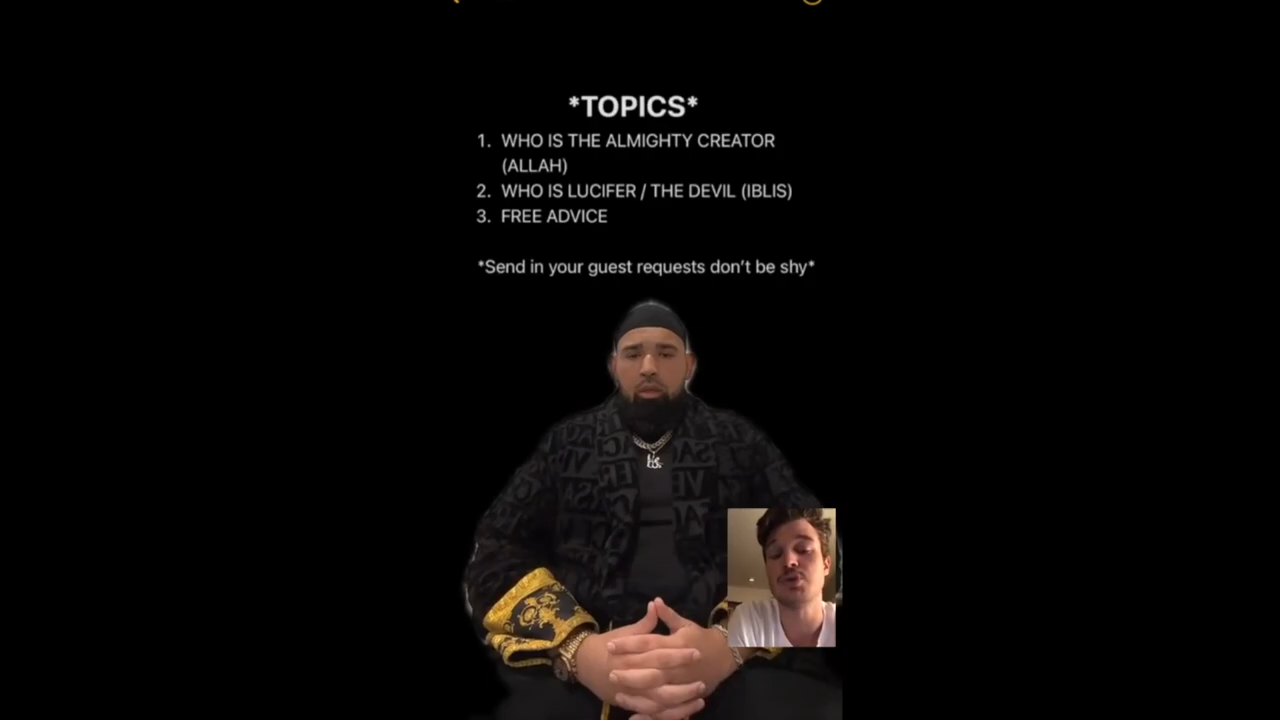 *TOPICS*
1. WHO IS THE ALMIGHTY CREATOR
(ALLAH)
2. WHO IS LUCIFER / THE DEVIL (IBLIS)
3. FREE ADVICE
*Send in your guest requests don't be shy*